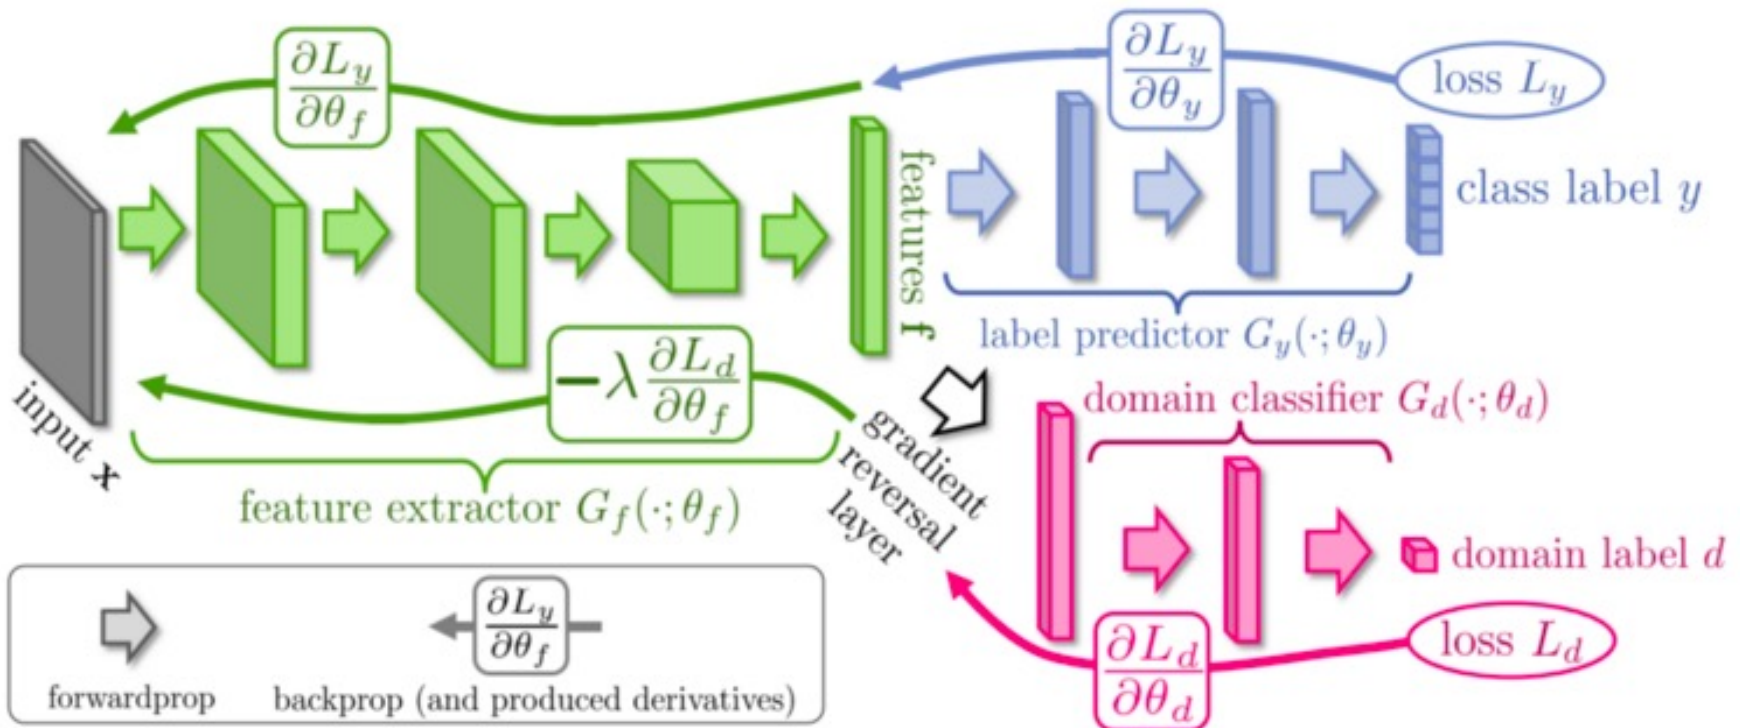 ∂L_y/∂θ_f
∂L_y/∂θ_y
loss L_y
features f
class label y
label predictor G_y(·; θ_y)
input x
−λ ∂L_d/∂θ_f
feature extractor G_f(·; θ_f)
gradient
reversal
layer
domain classifier G_d(·; θ_d)
domain label d
∂L_d/∂θ_d
loss L_d
forwardprop
∂L_y/∂θ_f
backprop (and produced derivatives)